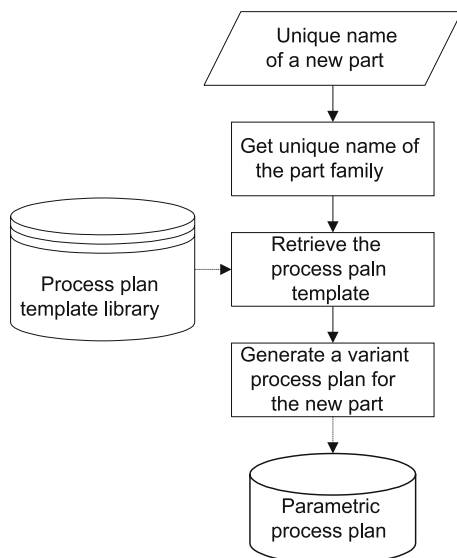 Unique name
of a new part
Get unique name of
the part family
Process plan
template library
Retrieve the
process paln
template
Generate a variant
process plan for
the new part
Parametric
process plan